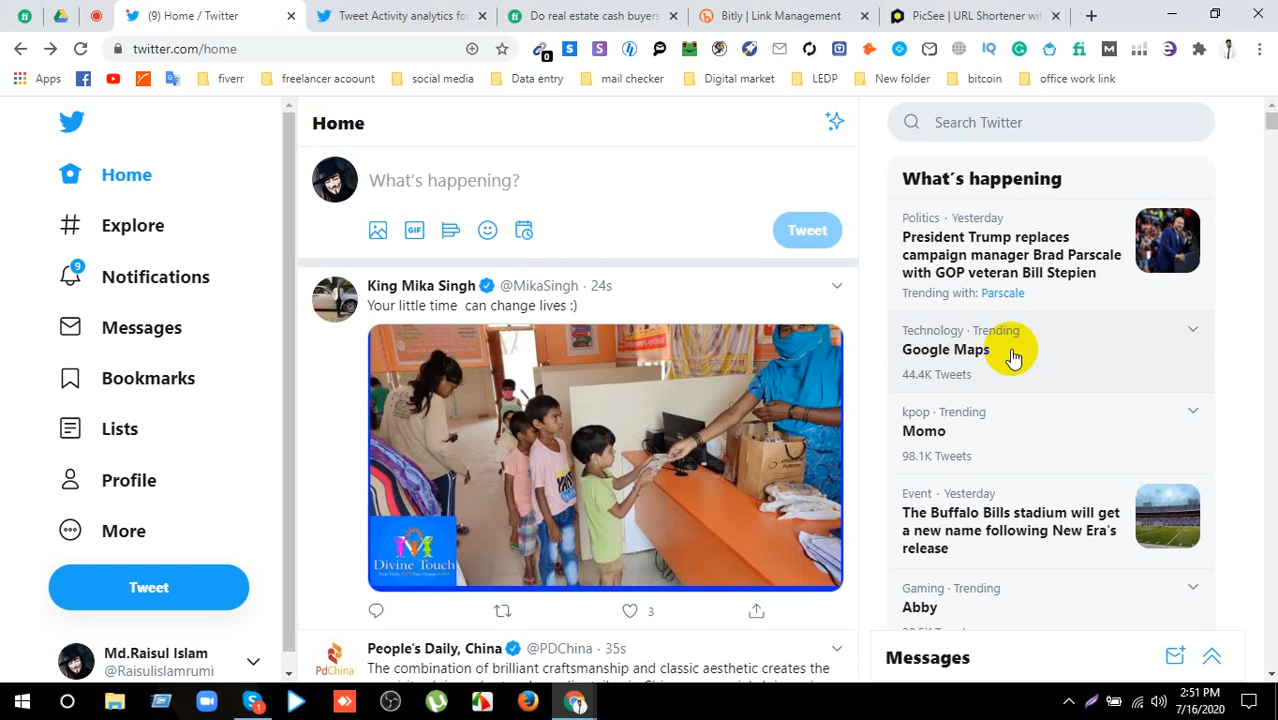 (9) Home / Twitter
Tweet Activity analytics for
Do real estate cash buyers
Bitly | Link Management
PicSee | URL Shortener wit
twitter.com/home
0
Apps
fiverr
freelancer aoount
social media
Data entry
mail checker
Digital market
LEDP
New folder
bitcoin
office work link
Home
Explore
9
Notifications
Messages
Bookmarks
Lists
Profile
More
Tweet
Md.Raisul Islam
@Raisulislamrumi
Home
What's happening?
GIF
Tweet
King Mika Singh @MikaSingh · 24s
Your little time can change lives :)
Divine Touch
3
People's Daily, China @PDChina · 35s
The combination of brilliant craftsmanship and classic aesthetic creates the
PdChina
Search Twitter
What's happening
Politics · Yesterday
President Trump replaces
campaign manager Brad Parscale
with GOP veteran Bill Stepien
Trending with: Parscale
Technology · Trending
Google Maps
44.4K Tweets
kpop · Trending
Momo
98.1K Tweets
Event · Yesterday
The Buffalo Bills stadium will get
a new name following New Era's
release
Gaming · Trending
Abby
Messages
2:51 PM
7/16/2020